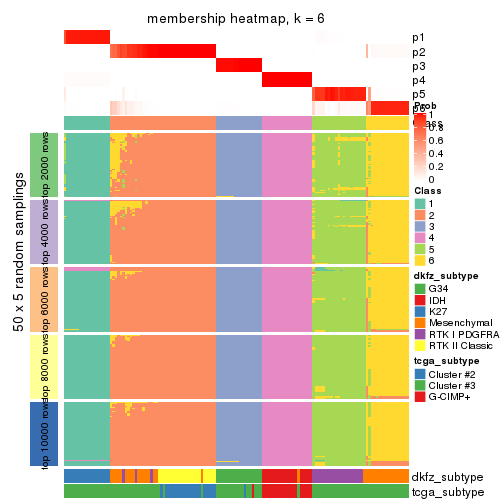 membership heatmap, k = 6
p1
p2
p3
p4
p5
p6
Prob
1
0.8
0.6
0.4
0.2
0
Class
Class
1
2
3
4
5
6
dkfz_subtype
G34
IDH
K27
Mesenchymal
RTK I PDGFRA
RTK II Classic
tcga_subtype
Cluster #2
Cluster #3
G-CIMP+
50 x 5 random samplings
top 2000 rows
top 4000 rows
top 6000 rows
top 8000 rows
top 10000 rows
dkfz_subtype
tcga_subtype